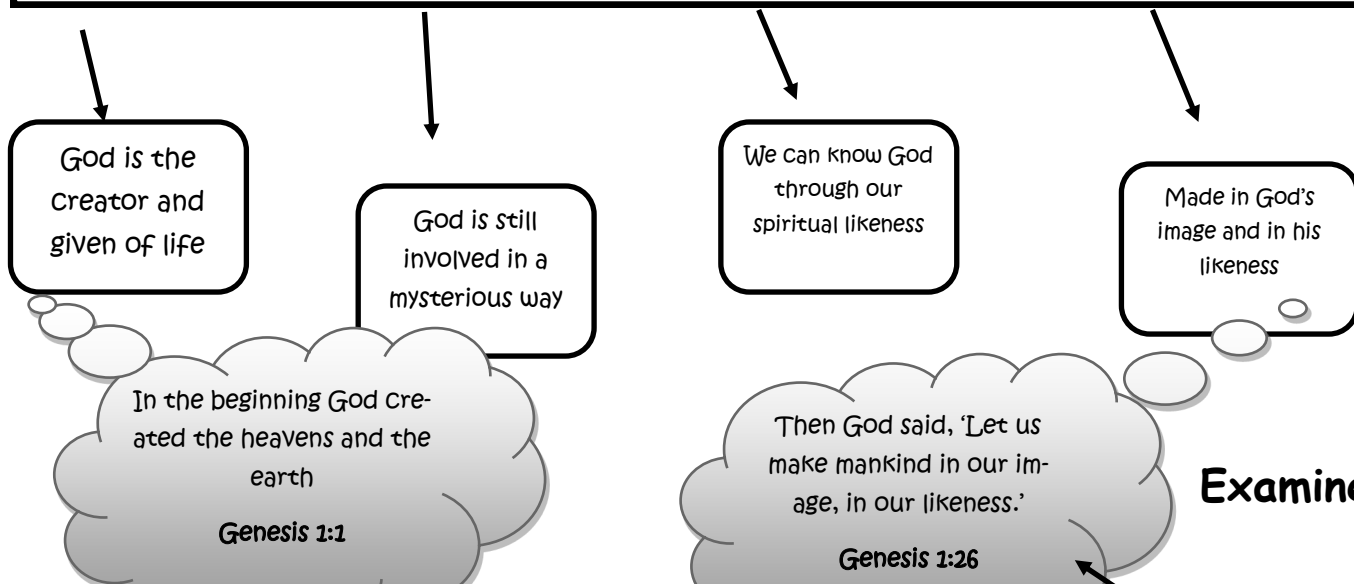 God is the
creator and
given of life
God is still
involved in a
mysterious way
We can know God
through our
spiritual likeness
Made in God's
image and in his
likeness
In the beginning God cre-
ated the heavens and the
earth
Genesis 1:1
Then God said, 'Let us
make mankind in our im-
age, in our likeness.'
Genesis 1:26